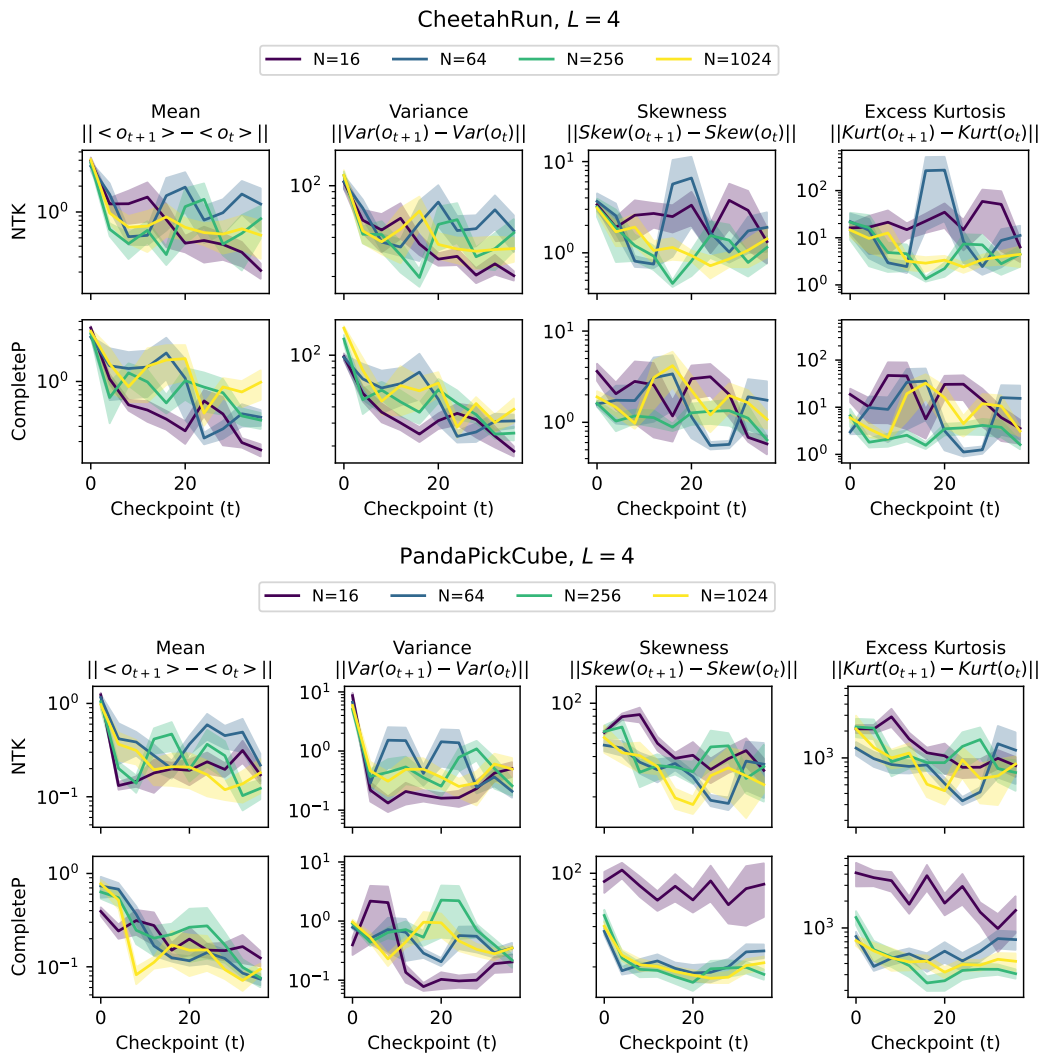 CheetahRun, L = 4
N=16 N=64 N=256 N=1024
Mean Variance Skewness Excess Kurtosis
||<o_{t+1}>−<o_t>|| ||Var(o_{t+1})−Var(o_t)|| ||Skew(o_{t+1})−Skew(o_t)|| ||Kurt(o_{t+1})−Kurt(o_t)||
NTK
10^0
10^2
10^1
10^0
10^2
10^1
10^0
CompleteP
10^0
10^2
10^1
10^0
10^2
10^1
10^0
0 20 0 20 0 20 0 20
Checkpoint (t) Checkpoint (t) Checkpoint (t) Checkpoint (t)
PandaPickCube, L = 4
N=16 N=64 N=256 N=1024
Mean Variance Skewness Excess Kurtosis
||<o_{t+1}>−<o_t>|| ||Var(o_{t+1})−Var(o_t)|| ||Skew(o_{t+1})−Skew(o_t)|| ||Kurt(o_{t+1})−Kurt(o_t)||
NTK
10^0
10^{−1}
10^1
10^0
10^{−1}
10^2
10^3
CompleteP
10^0
10^{−1}
10^1
10^0
10^{−1}
10^2
10^3
0 20 0 20 0 20 0 20
Checkpoint (t) Checkpoint (t) Checkpoint (t) Checkpoint (t)